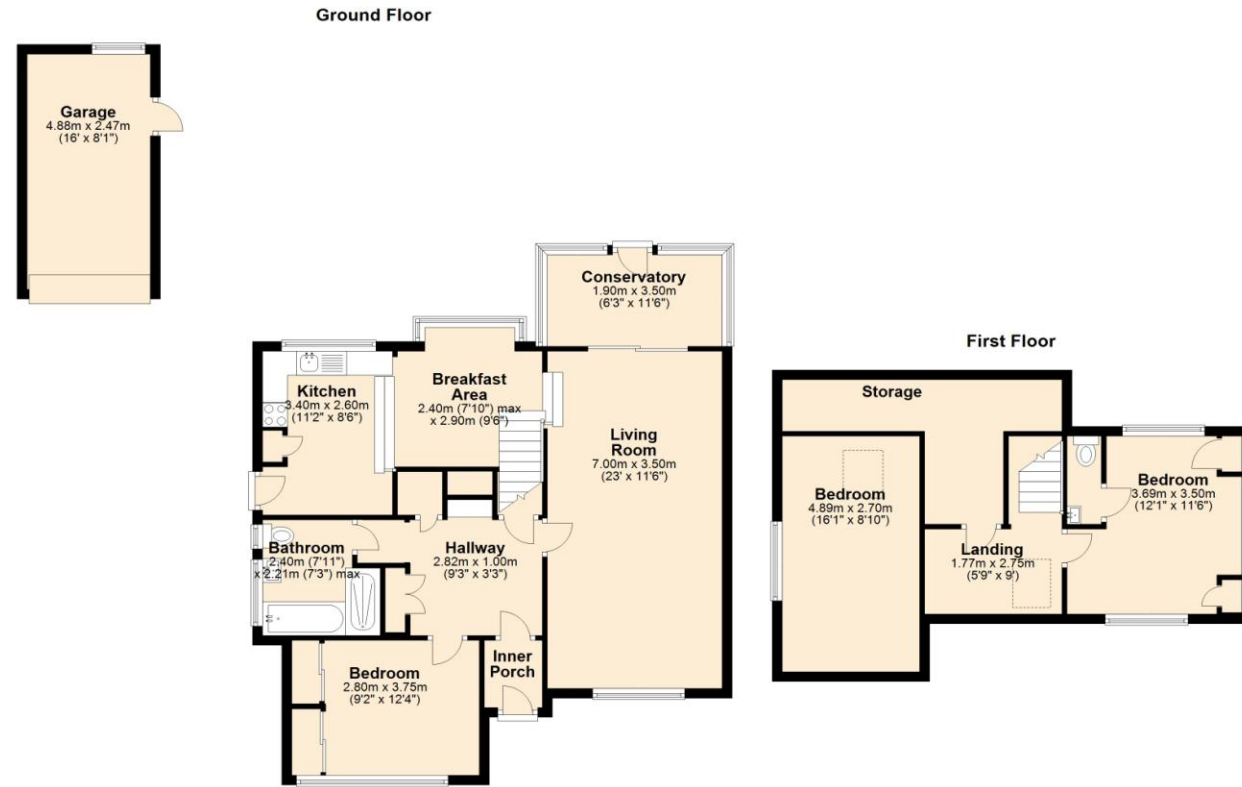 Ground Floor
Garage
4.88m x 2.47m
(16' x 8'1")
Conservatory
1.90m x 3.50m
(6'3" x 11'6")
Kitchen
3.40m x 2.60m
(11'2" x 8'6")
Breakfast
Area
2.40m (7'10") max
x 2.90m (9'6")
Living
Room
7.00m x 3.50m
(23' x 11'6")
Bathroom
2.40m (7'11")
x 2.21m (7'3") max
Hallway
2.82m x 1.00m
(9'3" x 3'3")
Bedroom
2.80m x 3.75m
(9'2" x 12'4")
Inner
Porch
First Floor
Storage
Bedroom
4.89m x 2.70m
(16'1" x 8'10")
Landing
1.77m x 2.75m
(5'9" x 9')
Bedroom
3.69m x 3.50m
(12'1" x 11'6")